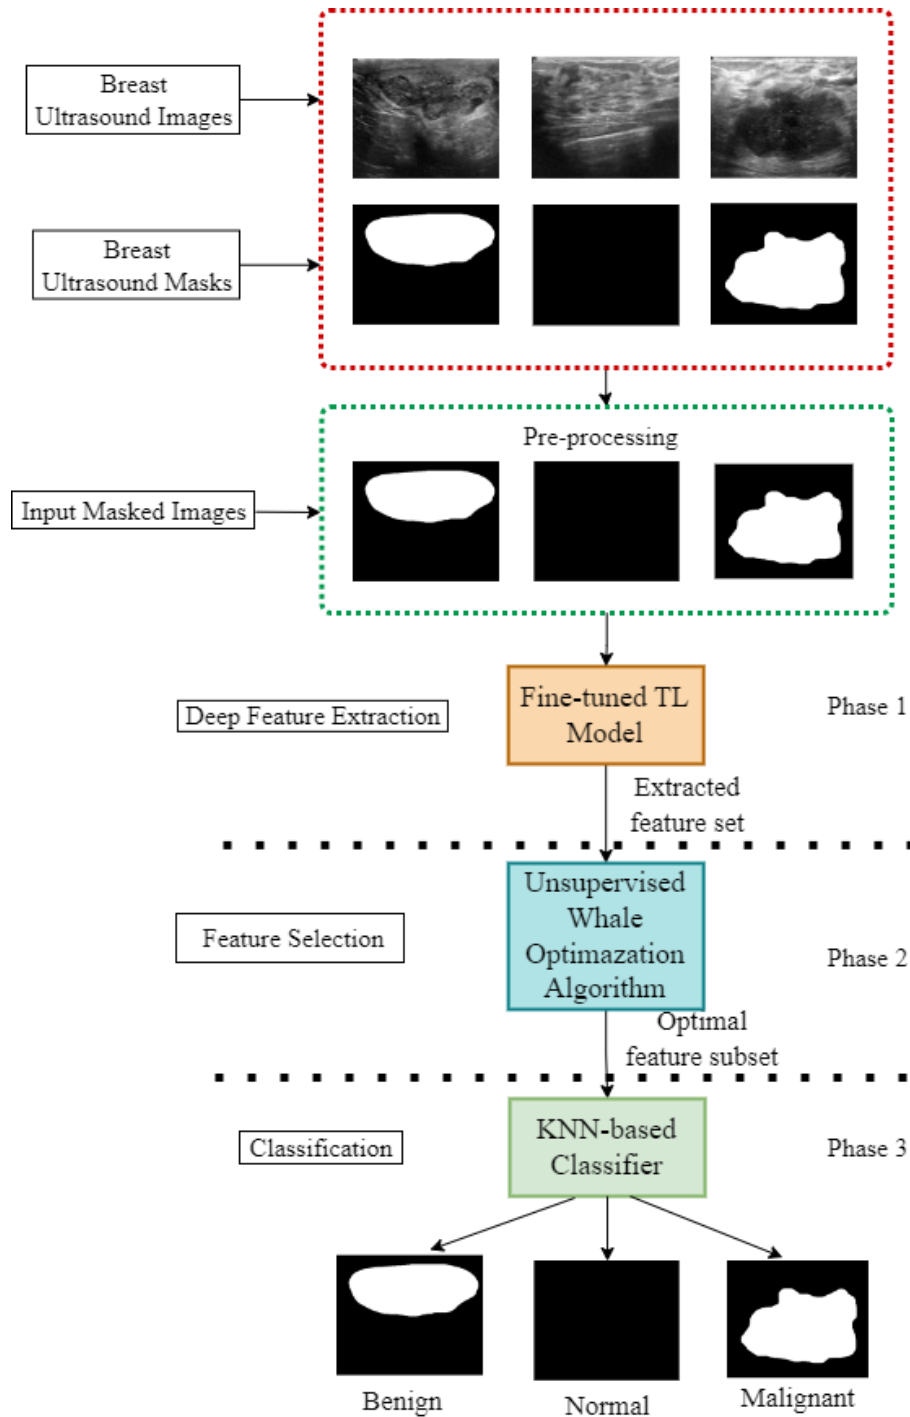 Breast
Ultrasound Images
Breast
Ultrasound Masks
Pre-processing
Input Masked Images
Fine-tuned TL
Model
Deep Feature Extraction
Phase 1
Extracted
feature set
Unsupervised
Whale
Optimazation
Algorithm
Feature Selection
Phase 2
Optimal
feature subset
KNN-based
Classifier
Classification
Phase 3
Benign
Normal
Malignant